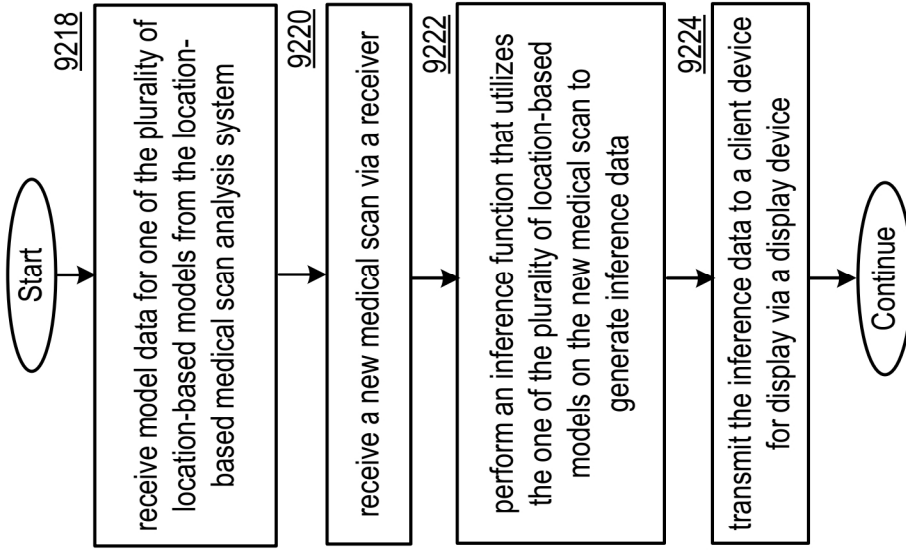 Start
9218
receive model data for one of the plurality of
location-based models from the location-
based medical scan analysis system
9220
receive a new medical scan via a receiver
9222
perform an inference function that utilizes
the one of the plurality of location-based
models on the new medical scan to
generate inference data
9224
transmit the inference data to a client device
for display via a display device
Continue